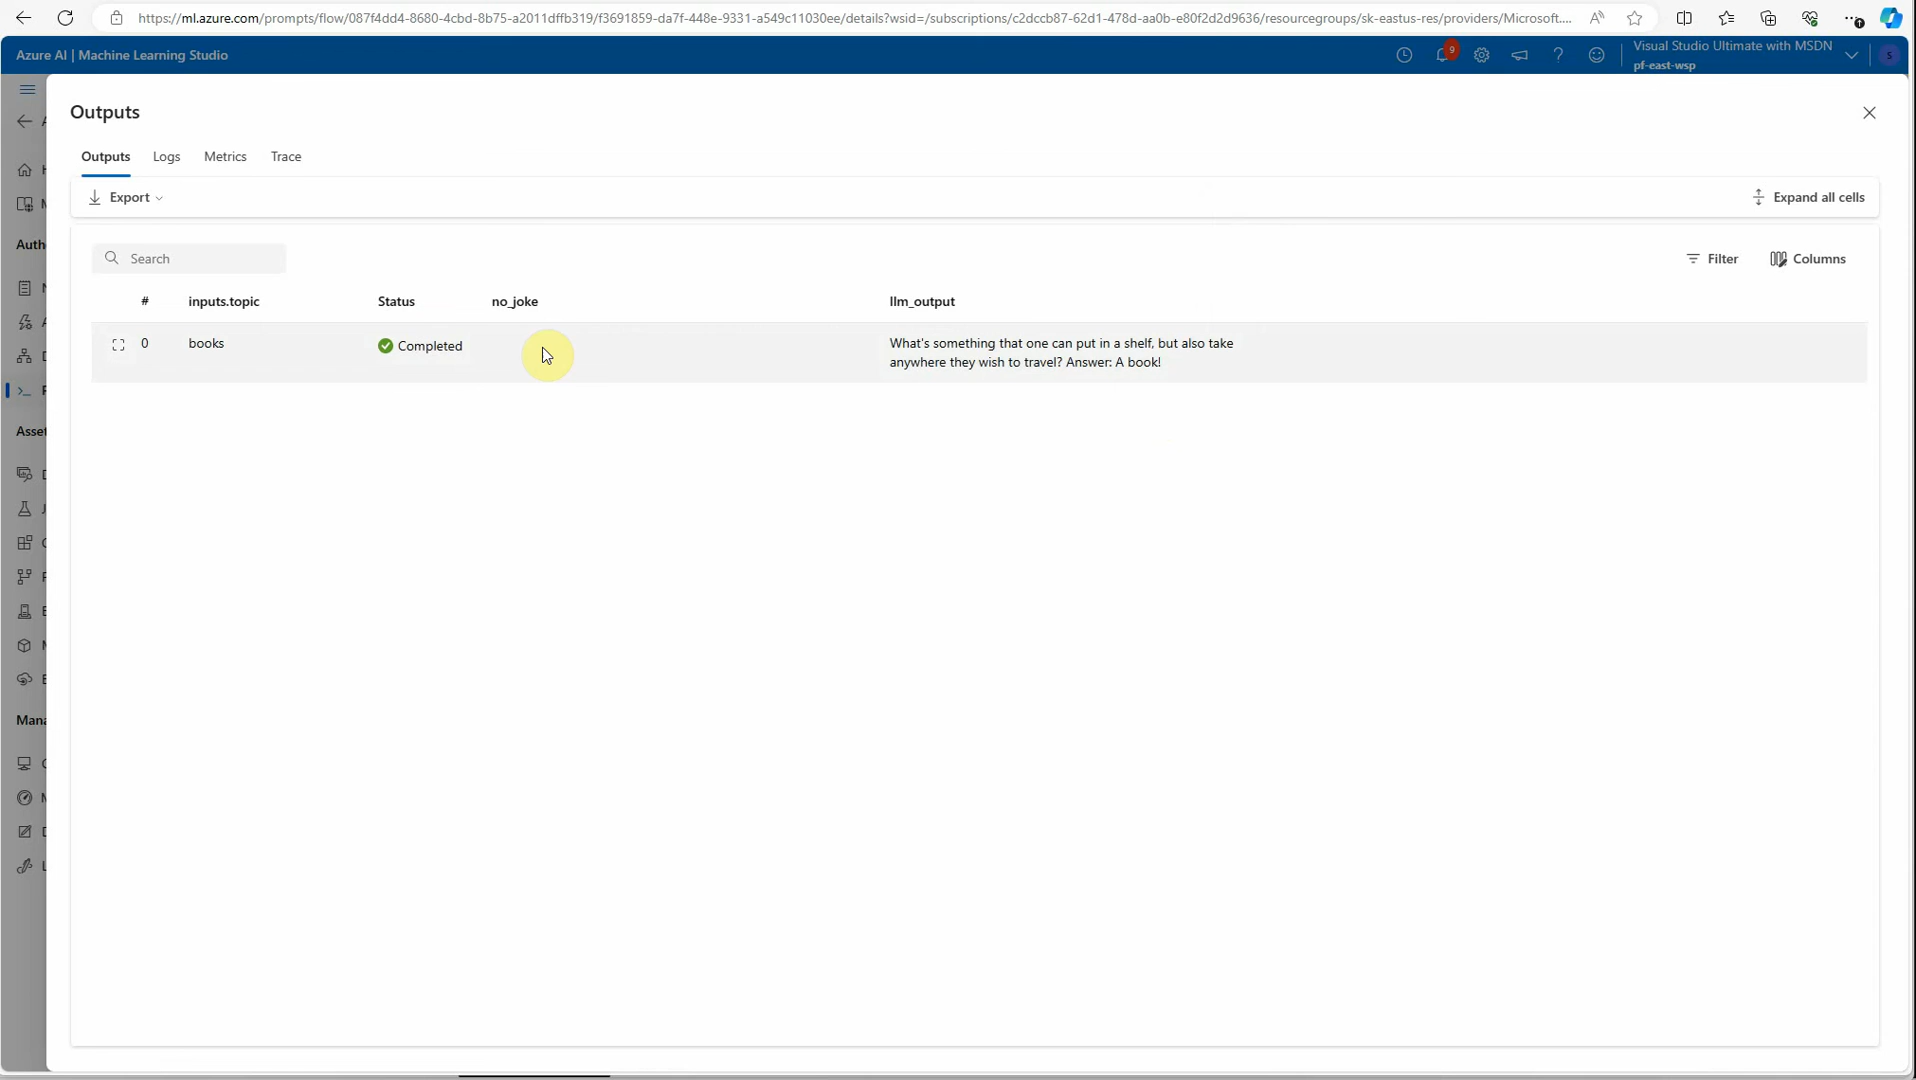 https://ml.azure.com/prompts/flow/087f4dd4-8680-4cbd-8b75-a2011dffb319/f3691859-da7f-448e-9331-a549c11030ee/details?wsid=/subscriptions/c2dccb87-62d1-478d-aa0b-e80f2d2d9636/resourcegroups/sk-eastus-res/providers/Microsoft....
Azure AI | Machine Learning Studio
9
Visual Studio Ultimate with MSDN
pf-east-wsp
S
Outputs
Outputs Logs Metrics Trace
Export
Expand all cells
Auth
Search
Filter
Columns
# inputs.topic Status no_joke llm_output
0 books Completed What's something that one can put in a shelf, but also take
anywhere they wish to travel? Answer: A book!
Asset
Mana